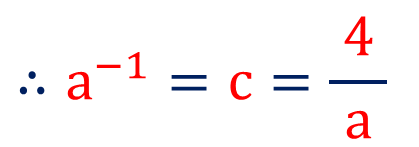 ∴ a⁻¹ = c = 4/a